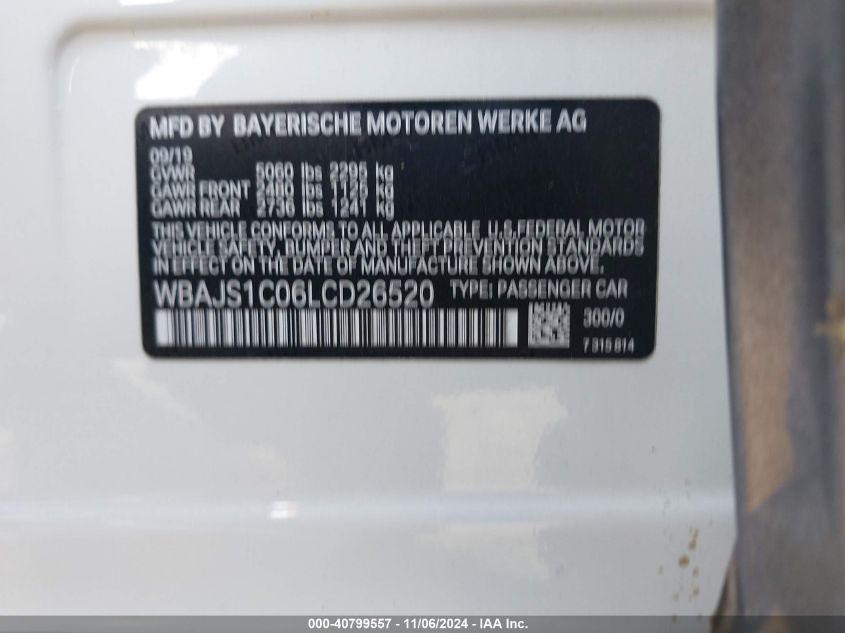 MFD BY BAYERISCHE MOTOREN WERKE AG
09/19
GVWR 5060 lbs 2295 kg
GAWR FRONT 2480 lbs 1125 kg
GAWR REAR 2736 lbs 1241 kg
THIS VEHICLE CONFORMS TO ALL APPLICABLE U.S.FEDERAL MOTOR
VEHICLE SAFETY, BUMPER AND THEFT PREVENTION STANDARDS
IN EFFECT ON THE DATE OF MANUFACTURE SHOWN ABOVE.
WBAJS1C06LCD26520 TYPE: PASSENGER CAR
300/0
7 315 814
000-40799557 - 11/06/2024 - IAA Inc.